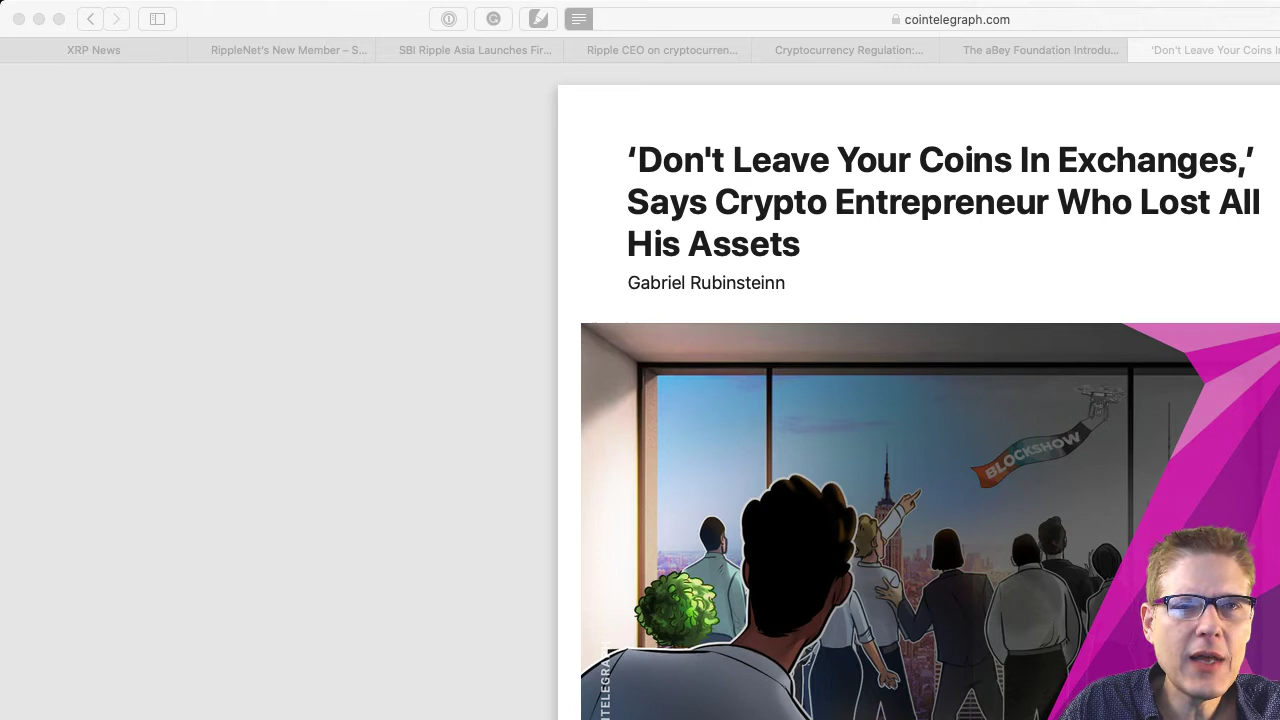 cointelegraph.com
XRP News
RippleNet's New Member – S...
SBI Ripple Asia Launches Fir...
Ripple CEO on cryptocurren...
Cryptocurrency Regulation:...
The aBey Foundation Introdu...
'Don't Leave Your Coins I
‘Don't Leave Your Coins In Exchanges,’
Says Crypto Entrepreneur Who Lost All
His Assets
Gabriel Rubinsteinn
BLOCKSHOW
INTELEGRA